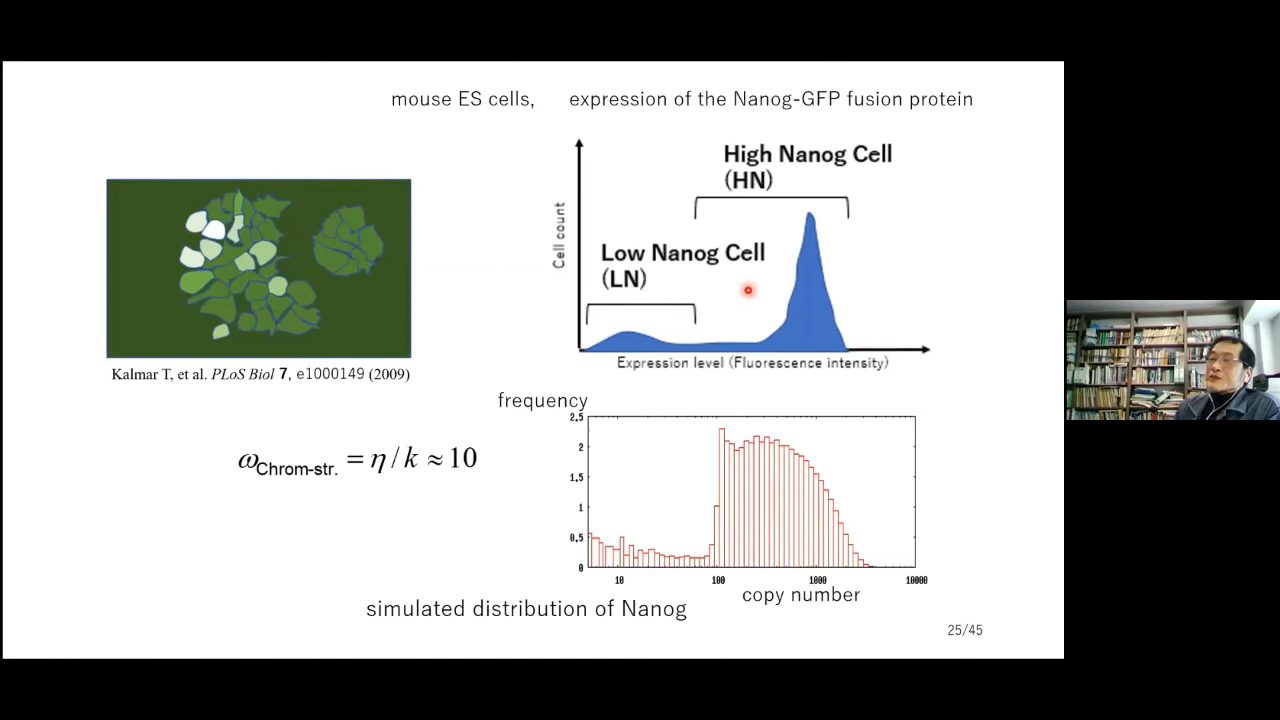 mouse ES cells, expression of the Nanog-GFP fusion protein
High Nanog Cell
(HN)
Low Nanog Cell
(LN)
Cell count
Expression level (Fluorescence intensity)
Kalmar T, et al. PLoS Biol 7, e1000149 (2009)
ωChrom-str. = η / k ≈ 10
frequency
2.5
2
1.5
1
0.5
0
10 100 1000 10000
copy number
simulated distribution of Nanog
25/45